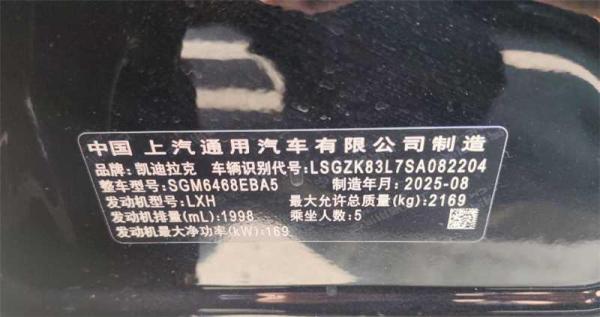 中国 上汽通用汽车有限公司制造
品牌: 凯迪拉克 车辆识别代号: LSGZK83L7SA082204
整车型号: SGM6468EBA5 制造年月: 2025-08
发动机型号: LXH 最大允许总质量(kg): 2169
发动机排量(mL): 1998 乘坐人数: 5
发动机最大净功率(kW): 169